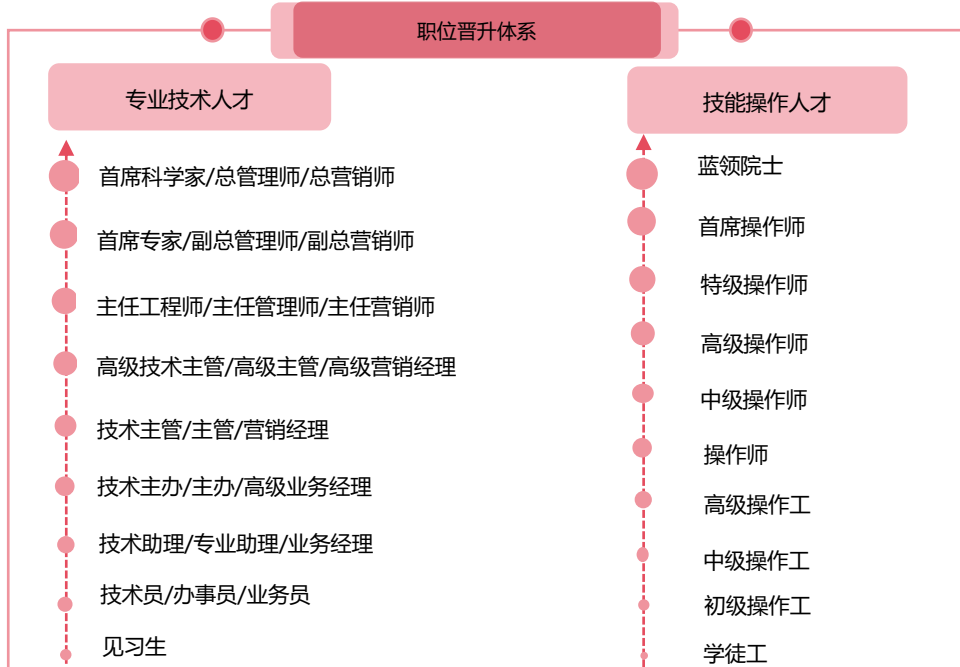 职位晋升体系
专业技术人才
首席科学家/总管理师/总营销师
首席专家/副总管理师/副总营销师
主任工程师/主任管理师/主任营销师
高级技术主管/高级主管/高级营销经理
技术主管/主管/营销经理
技术主办/主办/高级业务经理
技术助理/专业助理/业务经理
技术员/办事员/业务员
见习生
技能操作人才
蓝领院士
首席操作师
特级操作师
高级操作师
中级操作师
操作师
高级操作工
中级操作工
初级操作工
学徒工